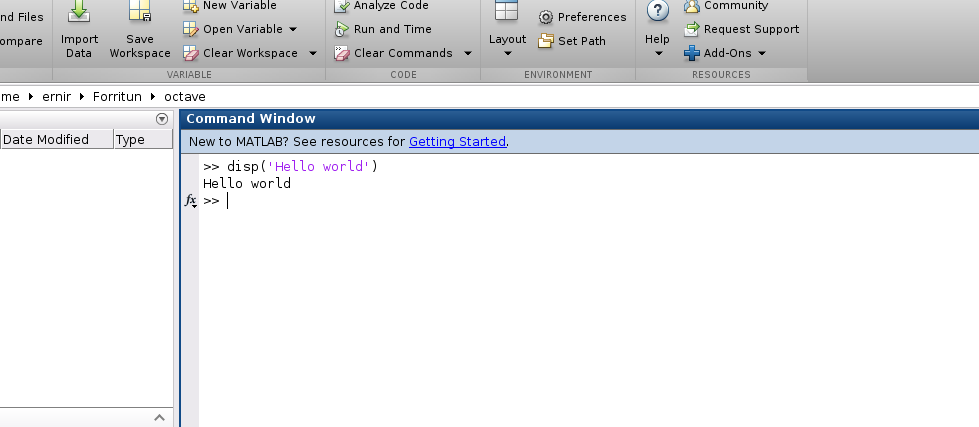 New Variable
Analyze Code
Community
nd Files
Preferences
Open Variable
Run and Time
Request Support
ompare
Import Data
Save Workspace
Clear Workspace
Clear Commands
Layout
Set Path
Help
Add-Ons
VARIABLE
CODE
ENVIRONMENT
RESOURCES
me ernir Forritun octave
Command Window
Date Modified Type
New to MATLAB? See resources for Getting Started.
>> disp('Hello world')
Hello world
fx >>